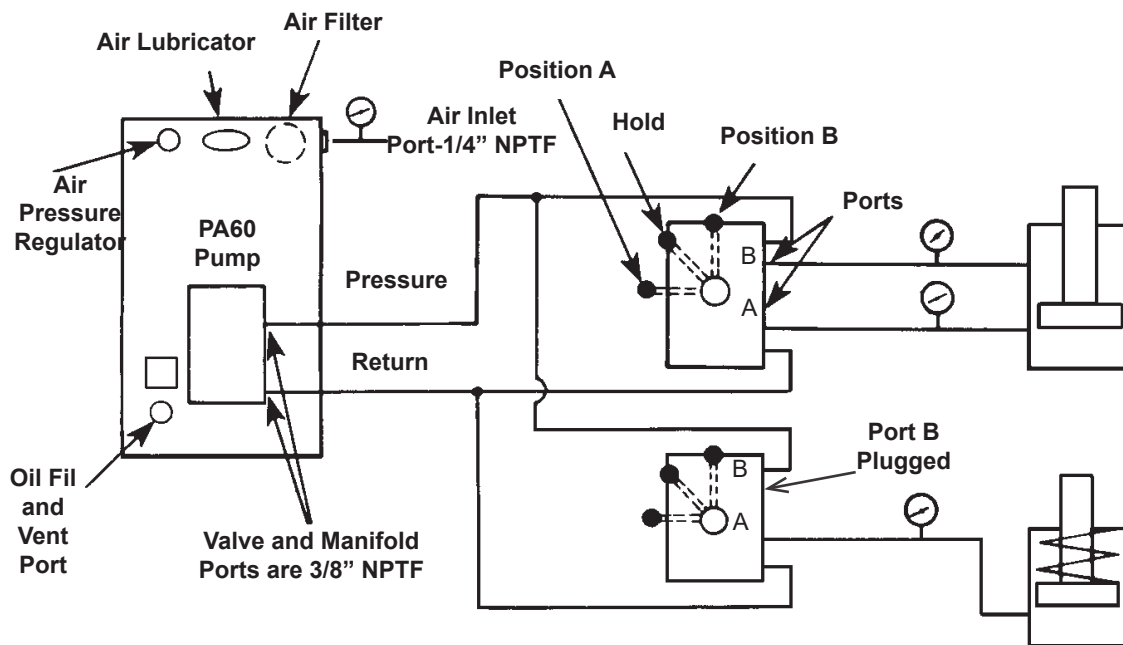 Air Filter
Air Lubricator
Position A
Air Inlet
Port-1/4” NPTF
Hold
Position B
Air
Pressure
Regulator
Ports
PA60
Pump
B
Pressure
A
Return
Port B
Plugged
B
A
Oil Fil
and
Vent
Port
Valve and Manifold
Ports are 3/8” NPTF